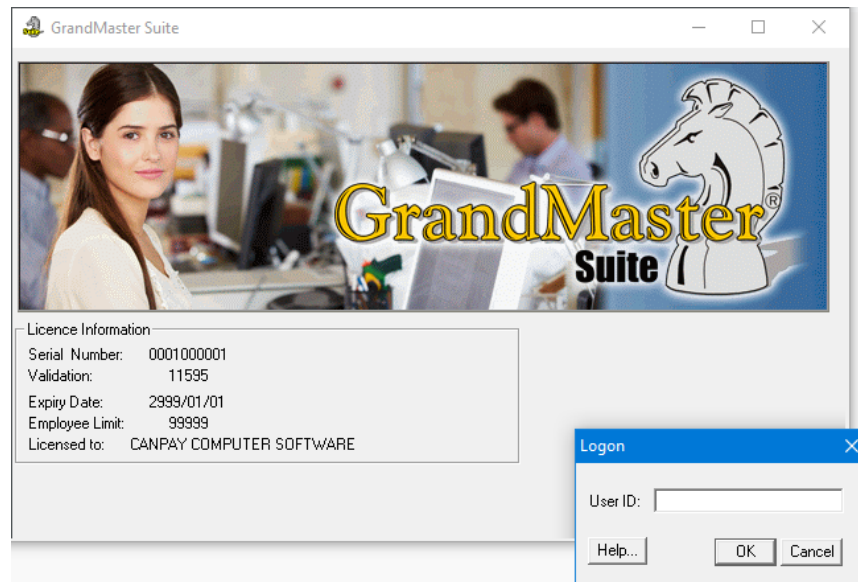 GrandMaster Suite
GrandMaster®
Suite
Licence Information
Serial Number: 0001000001
Validation: 11595
Expiry Date: 2999/01/01
Employee Limit: 99999
Licensed to: CANPAY COMPUTER SOFTWARE
Logon
User ID:
Help... OK Cancel